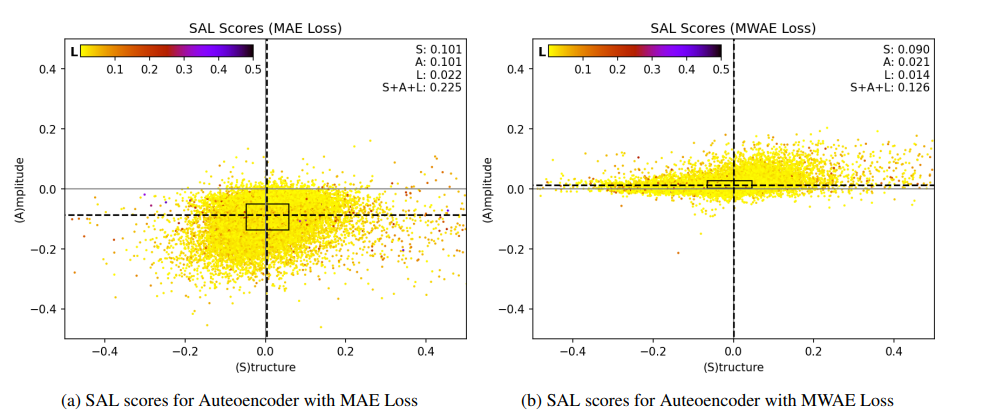 SAL Scores (MAE Loss)
L
0.1 0.2 0.3 0.4 0.5
S: 0.101
A: 0.101
L: 0.022
S+A+L: 0.225
(A)mplitude
0.4
0.2
0.0
−0.2
−0.4
−0.4 −0.2 0.0 0.2 0.4
(S)tructure
(a) SAL scores for Auteoencoder with MAE Loss
SAL Scores (MWAE Loss)
L
0.1 0.2 0.3 0.4 0.5
S: 0.090
A: 0.021
L: 0.014
S+A+L: 0.126
(A)mplitude
0.4
0.2
0.0
−0.2
−0.4
−0.4 −0.2 0.0 0.2 0.4
(S)tructure
(b) SAL scores for Auteoencoder with MWAE Loss